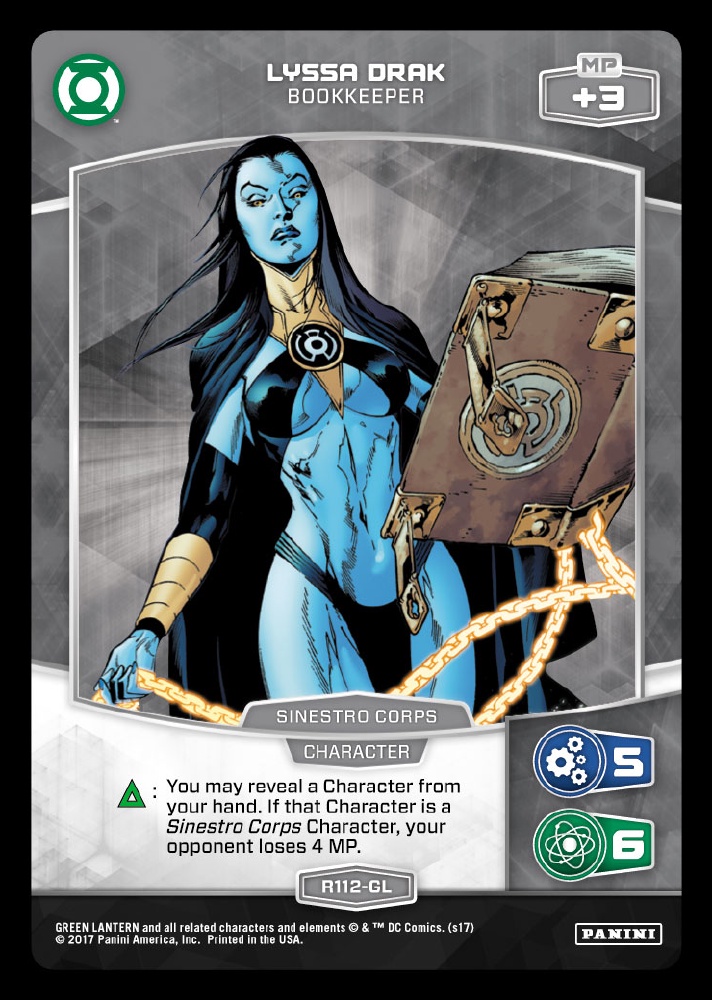 LYSSA DRAK
BOOKKEEPER
MP
+3
SINESTRO CORPS
CHARACTER
: You may reveal a Character from
your hand. If that Character is a
Sinestro Corps Character, your
opponent loses 4 MP.
5
6
R112-GL
GREEN LANTERN and all related characters and elements © & ™ DC Comics. (s17)
© 2017 Panini America, Inc. Printed in the USA.
PANINI